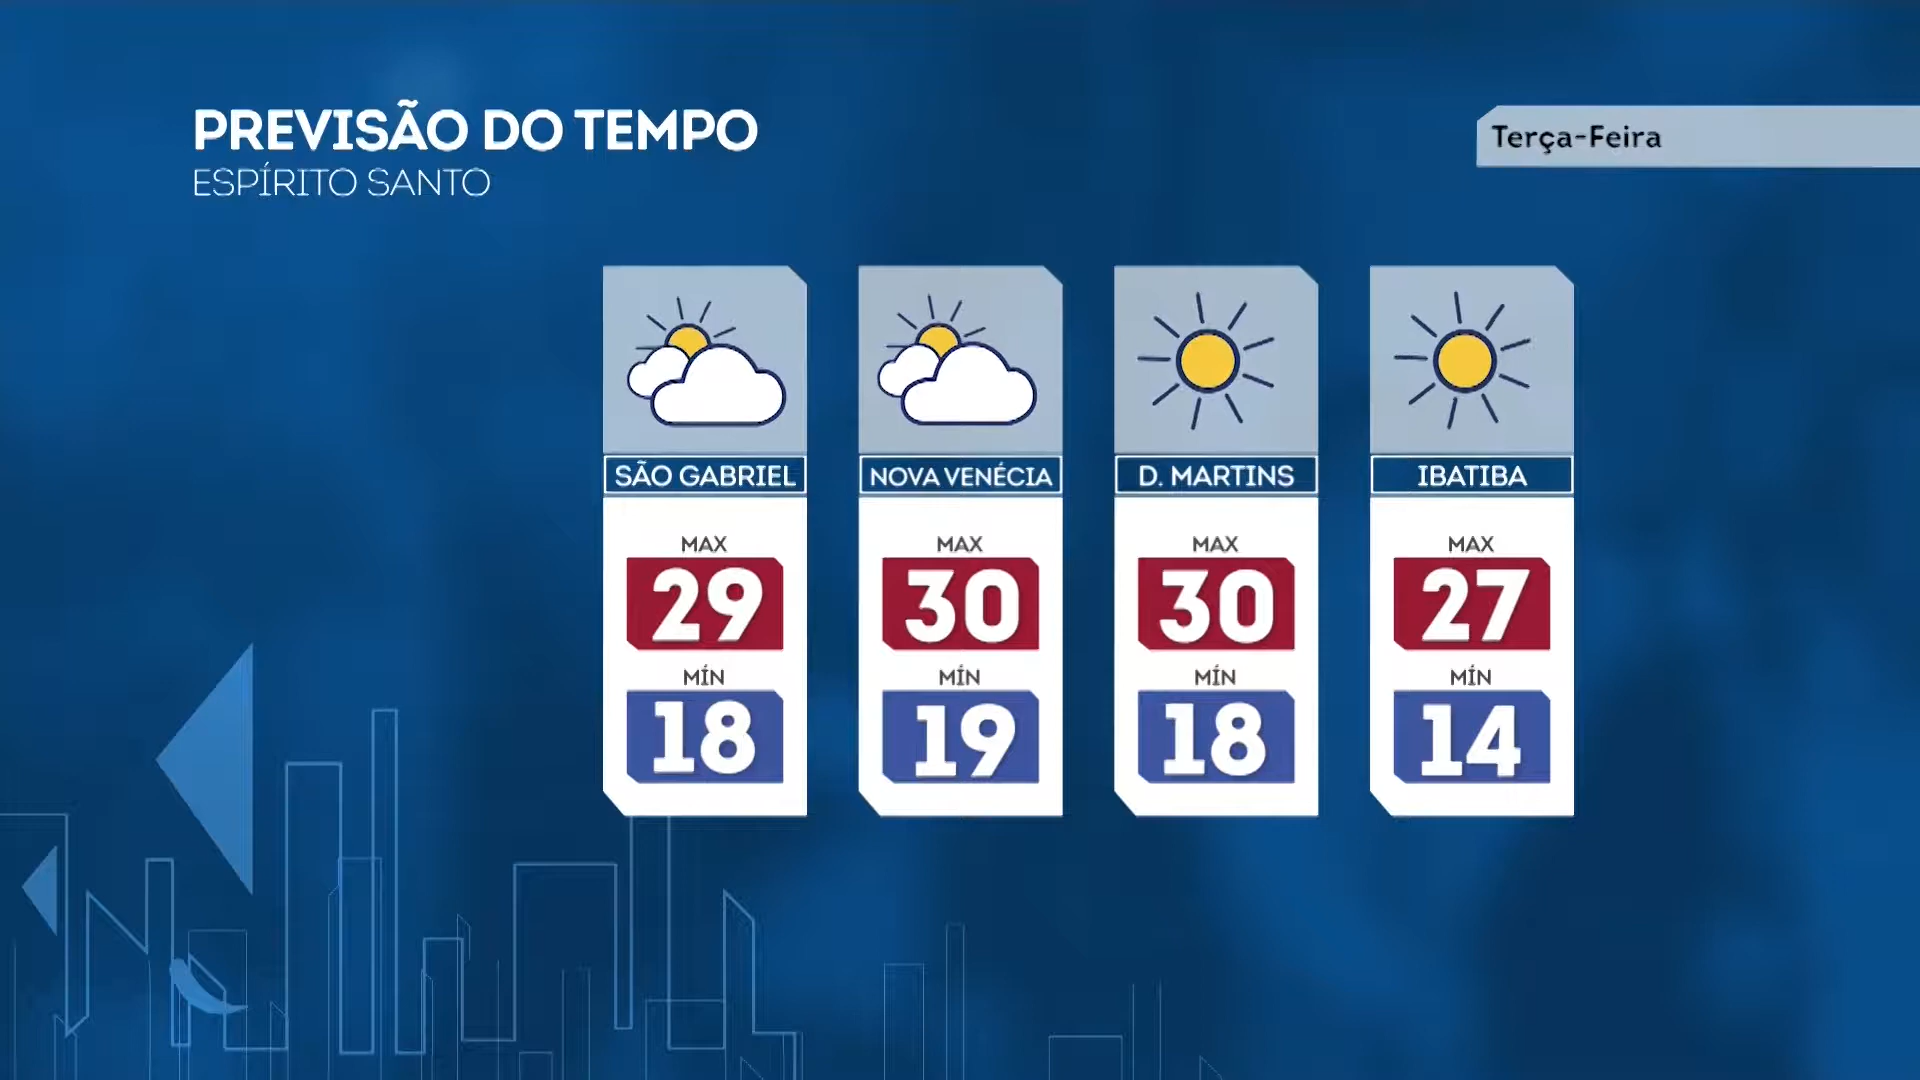 PREVISÃO DO TEMPO
ESPÍRITO SANTO
Terça-Feira
SÃO GABRIEL
MAX
29
MÍN
18
NOVA VENÉCIA
MAX
30
MÍN
19
D. MARTINS
MAX
30
MÍN
18
IBATIBA
MAX
27
MÍN
14